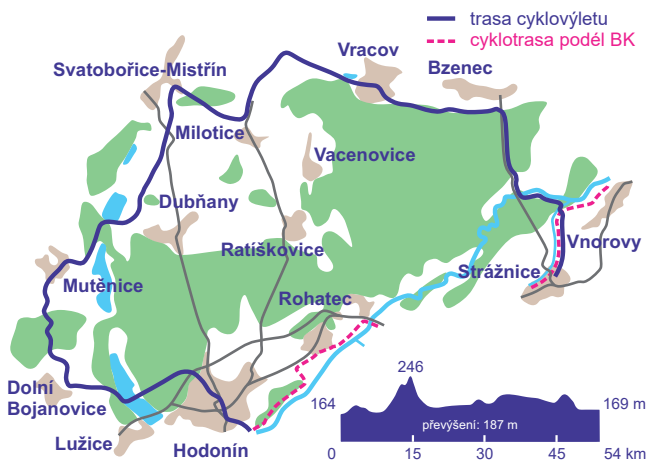 trasa cyklovýletu
cyklotrasa podél BK
Vracov
Svatobořice-Mistřín
Bzenec
Milotice
Vacenovice
Dubňany
Ratíškovice
Vnorovy
Strážnice
Mutěnice
Rohatec
Dolní
Bojanovice
Lužice
Hodonín
246
164
169 m
převýšení: 187 m
0
15
30
45
54 km